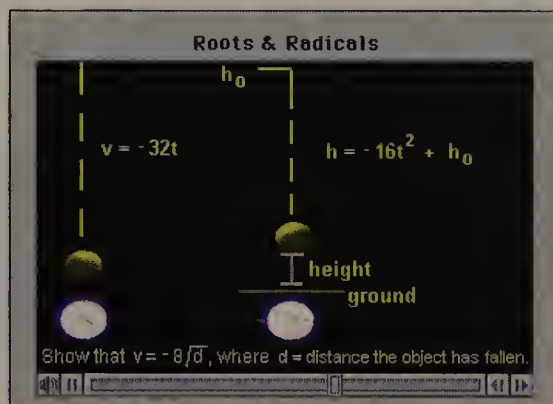 Roots & Radicals
h₀
v = -32t
h = -16t² + h₀
height
ground
Show that v = -8√d, where d = distance the object has fallen.